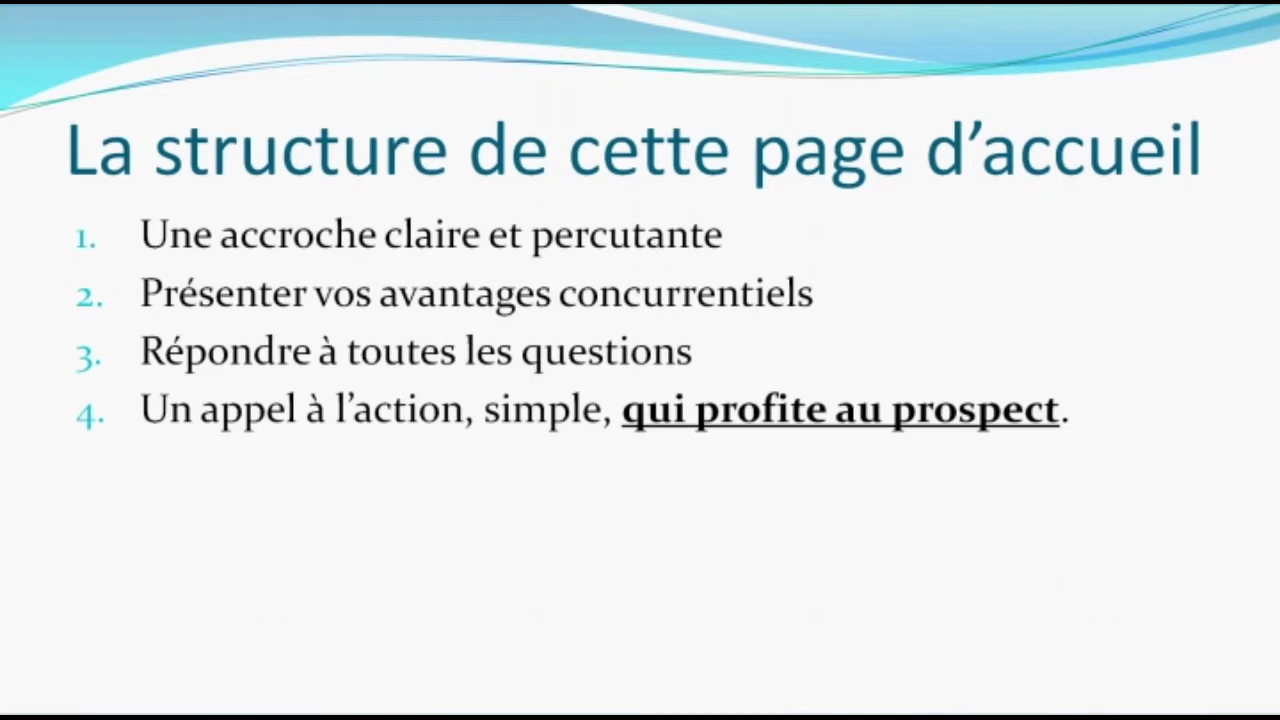 La structure de cette page d’accueil
1. Une accroche claire et percutante
2. Présenter vos avantages concurrentiels
3. Répondre à toutes les questions
4. Un appel à l’action, simple, qui profite au prospect.